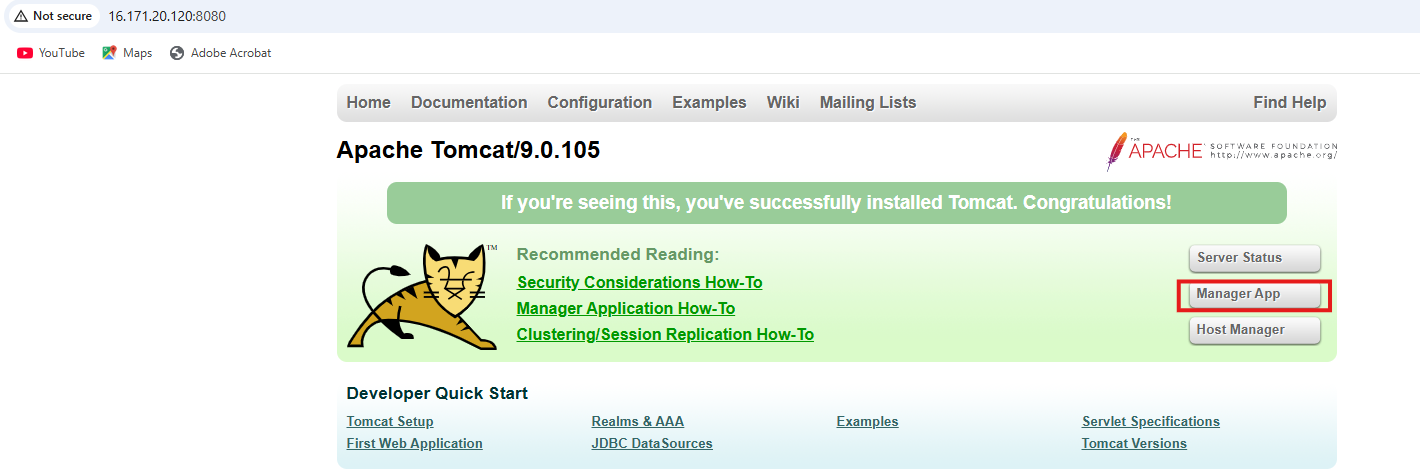 Not secure 16.171.20.120:8080
YouTube Maps Adobe Acrobat
Home Documentation Configuration Examples Wiki Mailing Lists Find Help
Apache Tomcat/9.0.105
THE APACHE® SOFTWARE FOUNDATION
http://www.apache.org/
If you're seeing this, you've successfully installed Tomcat. Congratulations!
TM
Recommended Reading:
Security Considerations How-To
Manager Application How-To
Clustering/Session Replication How-To
Server Status
Manager App
Host Manager
Developer Quick Start
Tomcat Setup Realms & AAA Examples Servlet Specifications
First Web Application JDBC DataSources Tomcat Versions